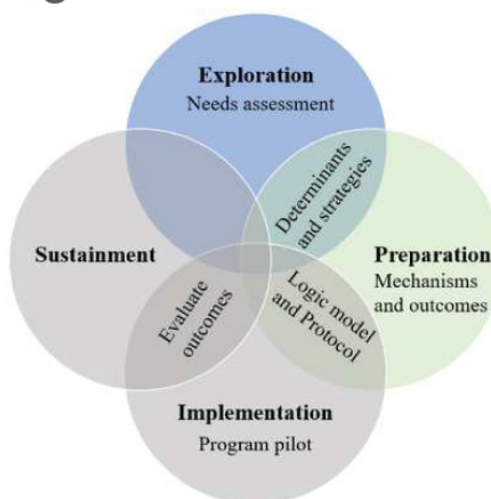 Exploration
Needs assessment
Determinants
and strategies
Sustainment
Preparation
Mechanisms
and outcomes
Evaluate
outcomes
Logic model
and Protocol
Implementation
Program pilot